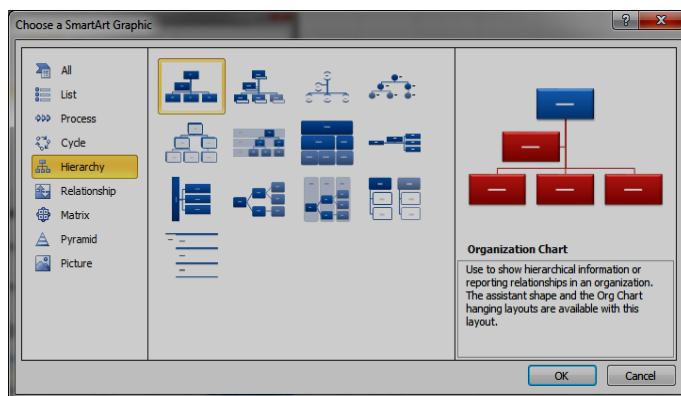 Choose a SmartArt Graphic
All
List
Process
Cycle
Hierarchy
Relationship
Matrix
Pyramid
Picture
Organization Chart
Use to show hierarchical information or
reporting relationships in an organization.
The assistant shape and the Org Chart
hanging layouts are available with this
layout.
OK
Cancel